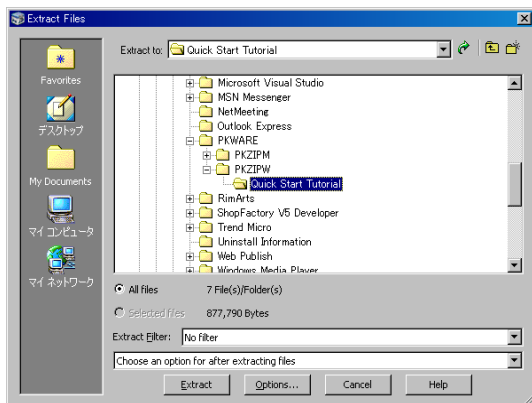 Extract Files
Extract to: Quick Start Tutorial
Favorites
デスクトップ
My Documents
マイ コンピュータ
マイ ネットワーク
Microsoft Visual Studio
MSN Messenger
NetMeeting
Outlook Express
PKWARE
PKZIPM
PKZIPW
Quick Start Tutorial
RimArts
ShopFactory V5 Developer
Trend Micro
Uninstall Information
Web Publish
Windows Media Player
All files 7 File(s)/Folder(s)
Selected files 877,790 Bytes
Extract Filter: No filter
Choose an option for after extracting files
Extract Options... Cancel Help